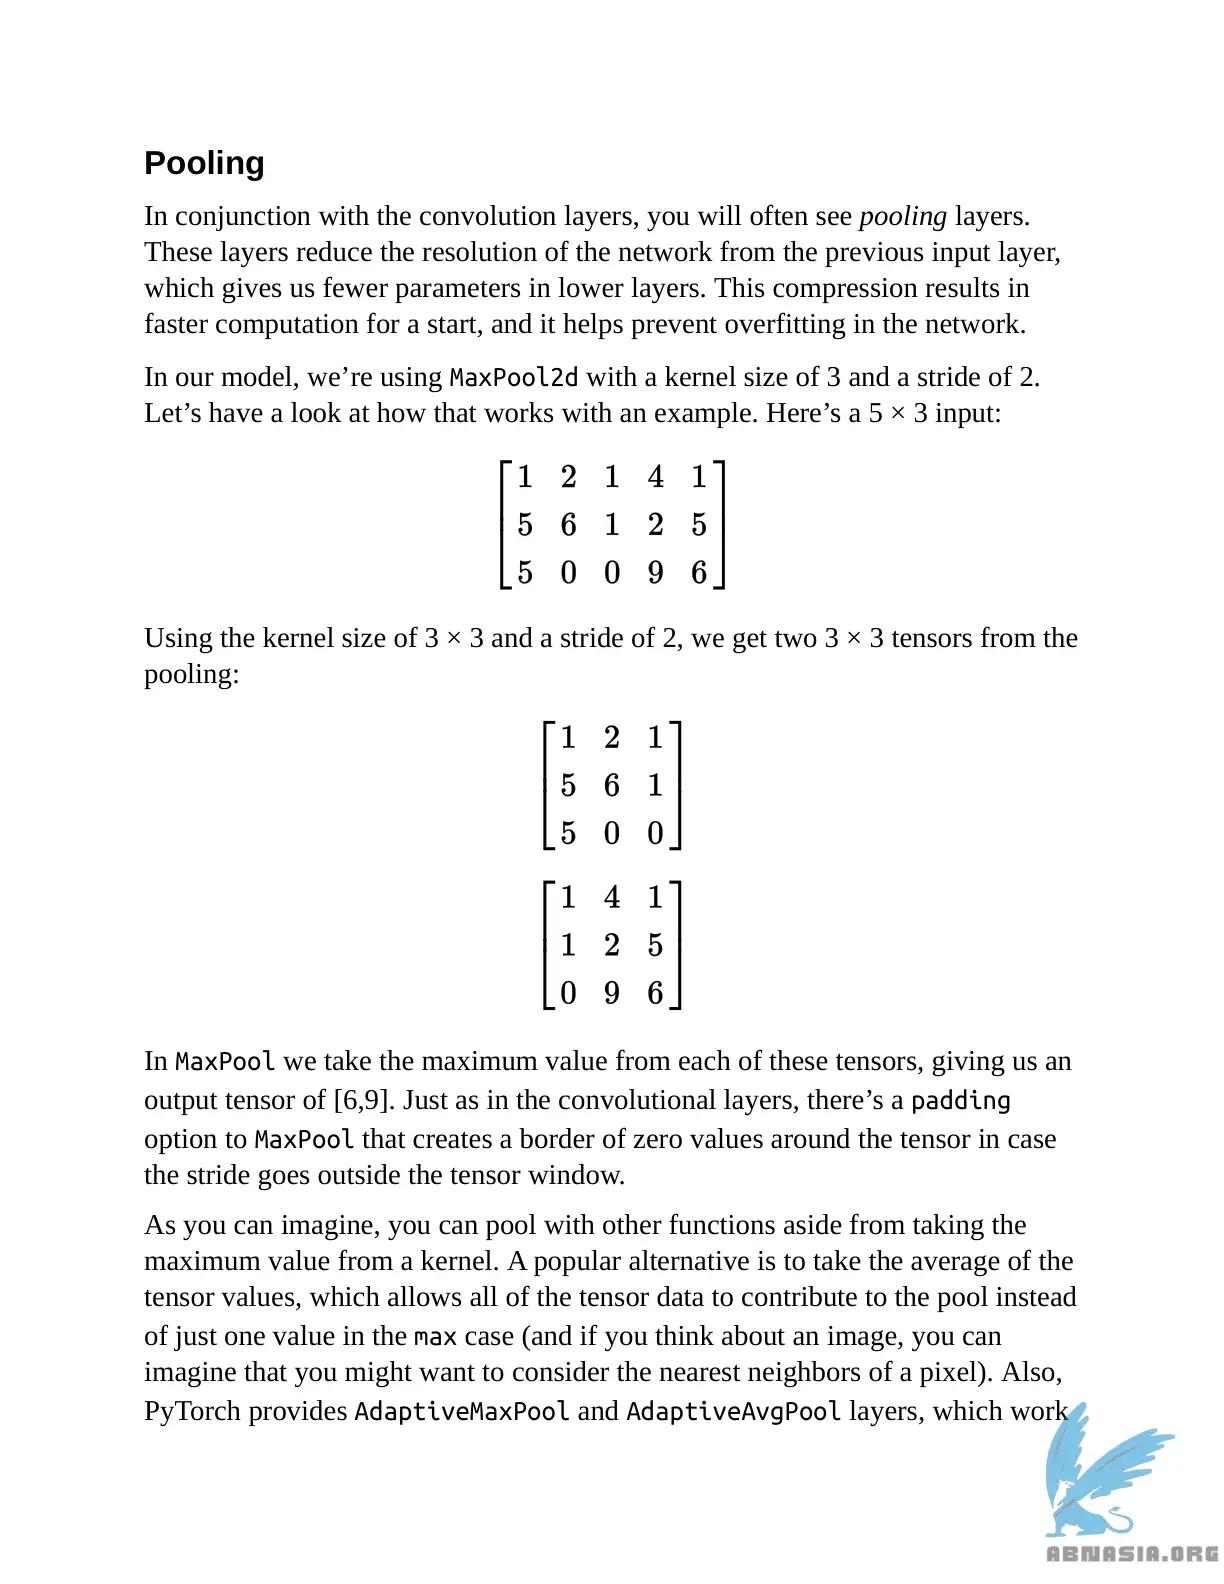 Pooling
In conjunction with the convolution layers, you will often see pooling layers.
These layers reduce the resolution of the network from the previous input layer,
which gives us fewer parameters in lower layers. This compression results in
faster computation for a start, and it helps prevent overfitting in the network.
In our model, we’re using MaxPool2d with a kernel size of 3 and a stride of 2.
Let’s have a look at how that works with an example. Here’s a 5 × 3 input:
1 2 1 4 1
5 6 1 2 5
5 0 0 9 6
Using the kernel size of 3 × 3 and a stride of 2, we get two 3 × 3 tensors from the
pooling:
1 2 1
5 6 1
5 0 0
1 4 1
1 2 5
0 9 6
In MaxPool we take the maximum value from each of these tensors, giving us an
output tensor of [6,9]. Just as in the convolutional layers, there’s a padding
option to MaxPool that creates a border of zero values around the tensor in case
the stride goes outside the tensor window.
As you can imagine, you can pool with other functions aside from taking the
maximum value from a kernel. A popular alternative is to take the average of the
tensor values, which allows all of the tensor data to contribute to the pool instead
of just one value in the max case (and if you think about an image, you can
imagine that you might want to consider the nearest neighbors of a pixel). Also,
PyTorch provides AdaptiveMaxPool and AdaptiveAvgPool layers, which work
ABNASIA.ORG